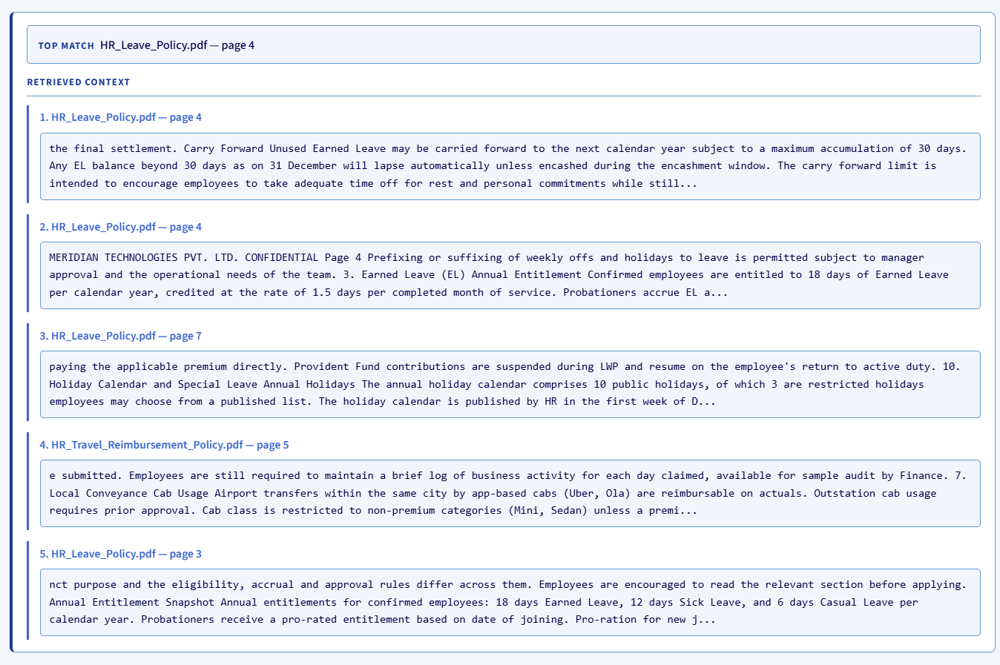 TOP MATCH HR_Leave_Policy.pdf — page 4
RETRIEVED CONTEXT
1. HR_Leave_Policy.pdf — page 4
the final settlement. Carry Forward Unused Earned Leave may be carried forward to the next calendar year subject to a maximum accumulation of 30 days.
Any EL balance beyond 30 days as on 31 December will lapse automatically unless encashed during the encashment window. The carry forward limit is
intended to encourage employees to take adequate time off for rest and personal commitments while still...
2. HR_Leave_Policy.pdf — page 4
MERIDIAN TECHNOLOGIES PVT. LTD. CONFIDENTIAL Page 4 Prefixing or suffixing of weekly offs and holidays to leave is permitted subject to manager
approval and the operational needs of the team. 3. Earned Leave (EL) Annual Entitlement Confirmed employees are entitled to 18 days of Earned Leave
per calendar year, credited at the rate of 1.5 days per completed month of service. Probationers accrue EL a...
3. HR_Leave_Policy.pdf — page 7
paying the applicable premium directly. Provident Fund contributions are suspended during LWP and resume on the employee's return to active duty. 10.
Holiday Calendar and Special Leave Annual Holidays The annual holiday calendar comprises 10 public holidays, of which 3 are restricted holidays
employees may choose from a published list. The holiday calendar is published by HR in the first week of D...
4. HR_Travel_Reimbursement_Policy.pdf — page 5
e submitted. Employees are still required to maintain a brief log of business activity for each day claimed, available for sample audit by Finance. 7.
Local Conveyance Cab Usage Airport transfers within the same city by app-based cabs (Uber, Ola) are reimbursable on actuals. Outstation cab usage
requires prior approval. Cab class is restricted to non-premium categories (Mini, Sedan) unless a premi...
5. HR_Leave_Policy.pdf — page 3
nct purpose and the eligibility, accrual and approval rules differ across them. Employees are encouraged to read the relevant section before applying.
Annual Entitlement Snapshot Annual entitlements for confirmed employees: 18 days Earned Leave, 12 days Sick Leave, and 6 days Casual Leave per
calendar year. Probationers receive a pro-rated entitlement based on date of joining. Pro-ration for new j...